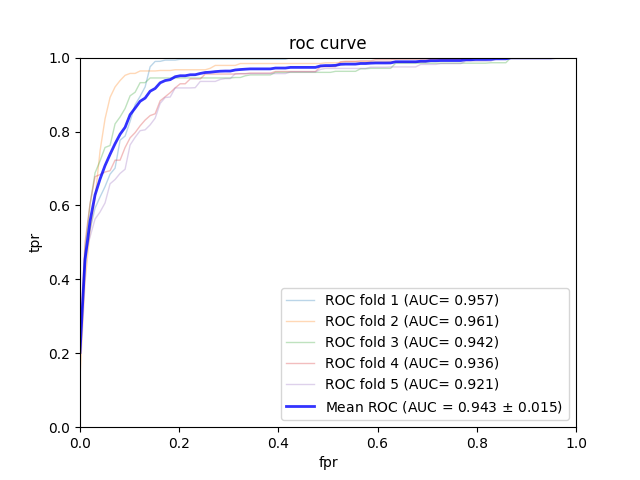 roc curve
1.0
0.8
0.6
0.4
0.2
0.0
tpr
0.0 0.2 0.4 0.6 0.8 1.0
fpr
ROC fold 1 (AUC= 0.957)
ROC fold 2 (AUC= 0.961)
ROC fold 3 (AUC= 0.942)
ROC fold 4 (AUC= 0.936)
ROC fold 5 (AUC= 0.921)
Mean ROC (AUC = 0.943 ± 0.015)